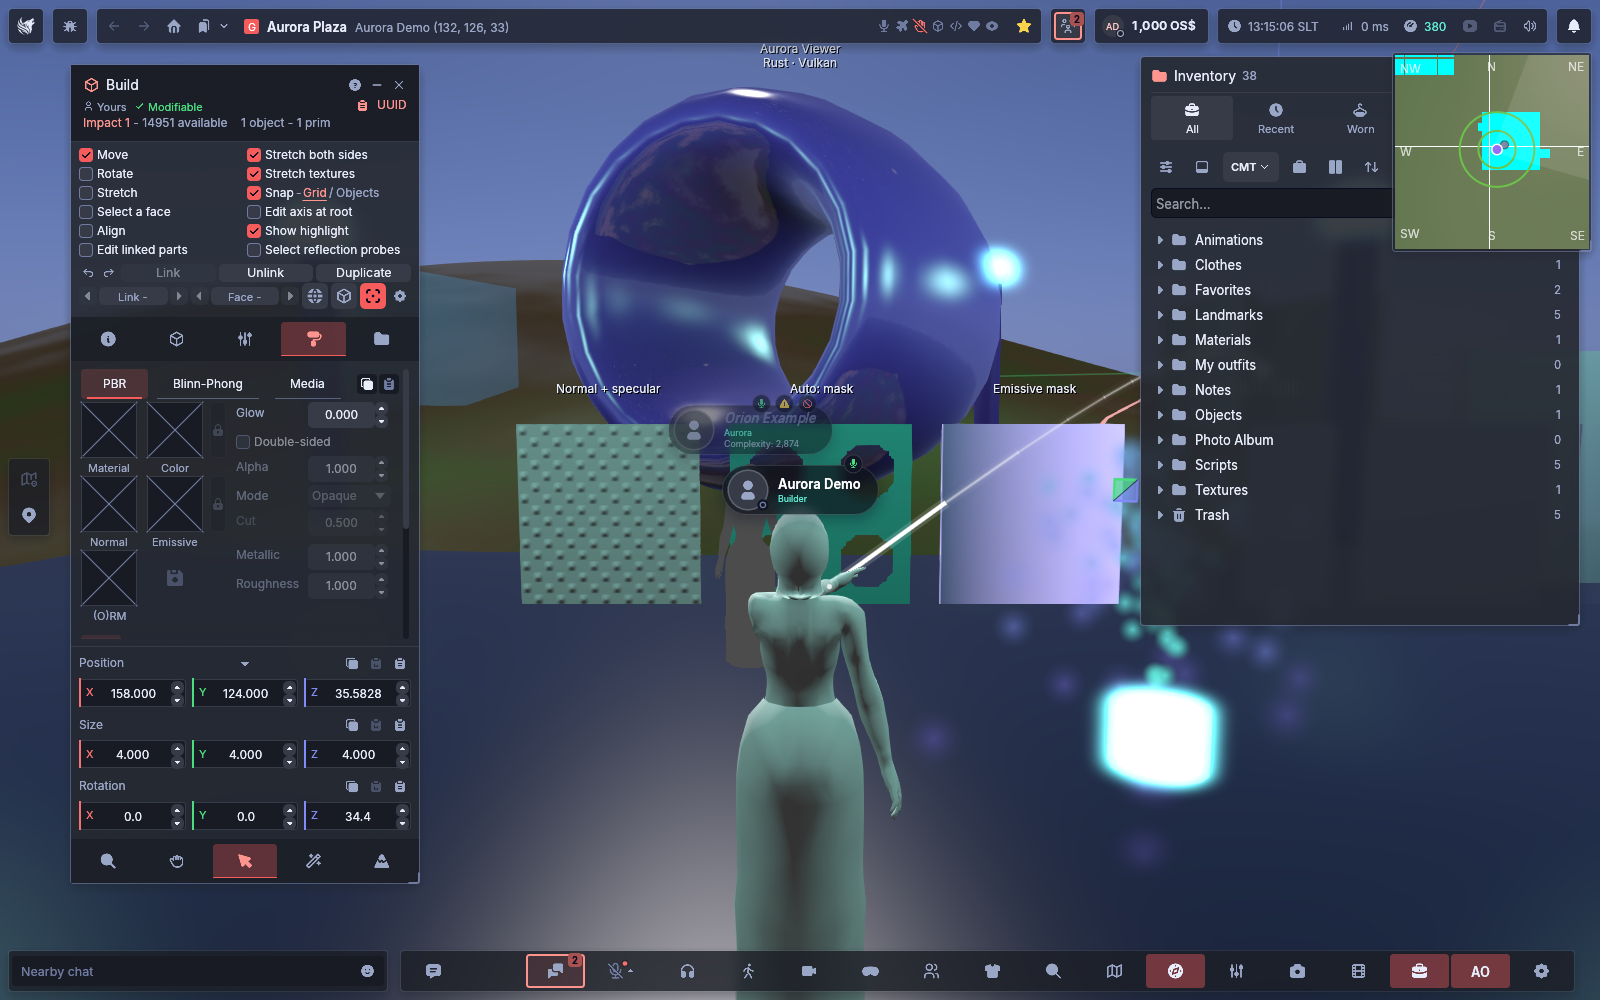 Aurora Plaza
Aurora Demo (132, 126, 33)
2
AD
1,000 OS$
13:15:06 SLT
0 ms
380
Aurora Viewer
Rust · Vulkan
Build
Yours
Modifiable
UUID
Impact 1 - 14951 available
1 object - 1 prim
Move
Stretch both sides
Rotate
Stretch textures
Stretch
Snap - Grid / Objects
Select a face
Edit axis at root
Align
Show highlight
Edit linked parts
Select reflection probes
Link
Unlink
Duplicate
Link -
Face -
PBR
Blinn-Phong
Media
Glow
0.000
Double-sided
Material
Color
Alpha
1.000
Mode
Opaque
Cut
0.500
Normal
Emissive
Metallic
1.000
Roughness
1.000
(O)RM
Position
X 158.000
Y 124.000
Z 35.5828
Size
X 4.000
Y 4.000
Z 4.000
Rotation
X 0.0
Y 0.0
Z 34.4
Normal + specular
Auto: mask
Emissive mask
Orion Example
Aurora
Complexity: 2,874
Aurora Demo
Builder
Inventory 38
All
Recent
Worn
CMT
Search...
Animations
Clothes 1
Favorites 2
Landmarks 5
Materials 1
My outfits 0
Notes 1
Objects 1
Photo Album 0
Scripts 5
Textures 1
Trash 5
NW
N
NE
W
E
SW
S
SE
Nearby chat
2
AO